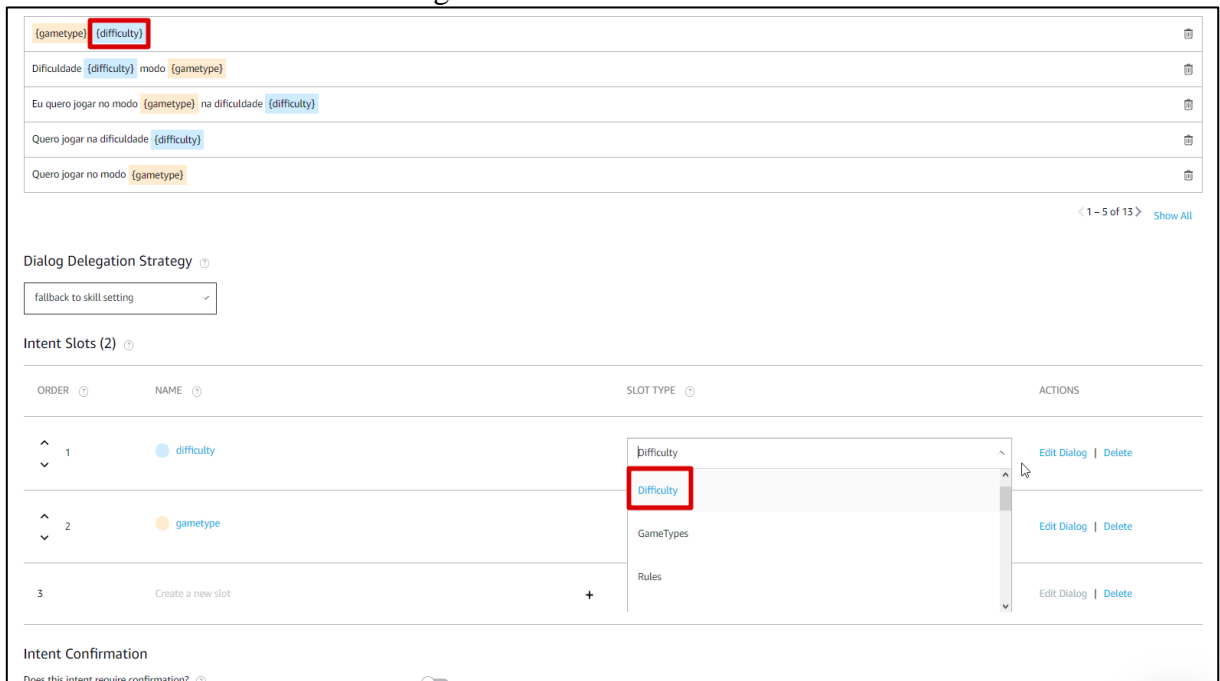 {gametype} {difficulty}
Dificuldade {difficulty} modo {gametype}
Eu quero jogar no modo {gametype} na dificuldade {difficulty}
Quero jogar na dificuldade {difficulty}
Quero jogar no modo {gametype}
1 – 5 of 13 Show All
Dialog Delegation Strategy
fallback to skill setting
Intent Slots (2)
ORDER NAME SLOT TYPE ACTIONS
1 difficulty Difficulty Edit Dialog | Delete
Difficulty
2 gametype Edit Dialog | Delete
GameTypes
Rules
3 Create a new slot + Edit Dialog | Delete
Intent Confirmation
Does this intent require confirmation?